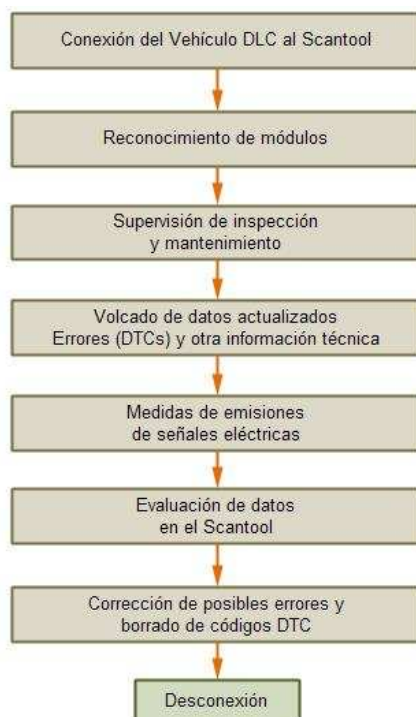 Conexión del Vehículo DLC al Scantool
Reconocimiento de módulos
Supervisión de inspección
y mantenimiento
Volcado de datos actualizados
Errores (DTCs) y otra información técnica
Medidas de emisiones
de señales eléctricas
Evaluación de datos
en el Scantool
Corrección de posibles errores y
borrado de códigos DTC
Desconexión